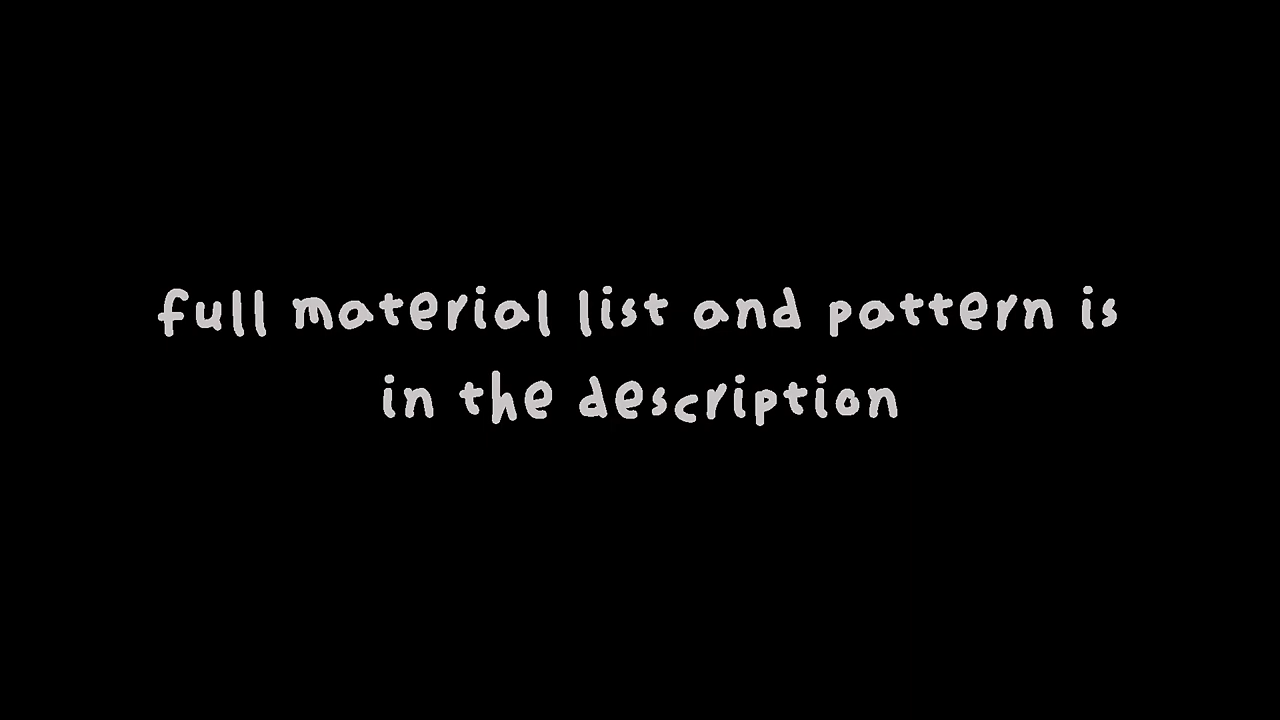 full material list and pattern is
in the description